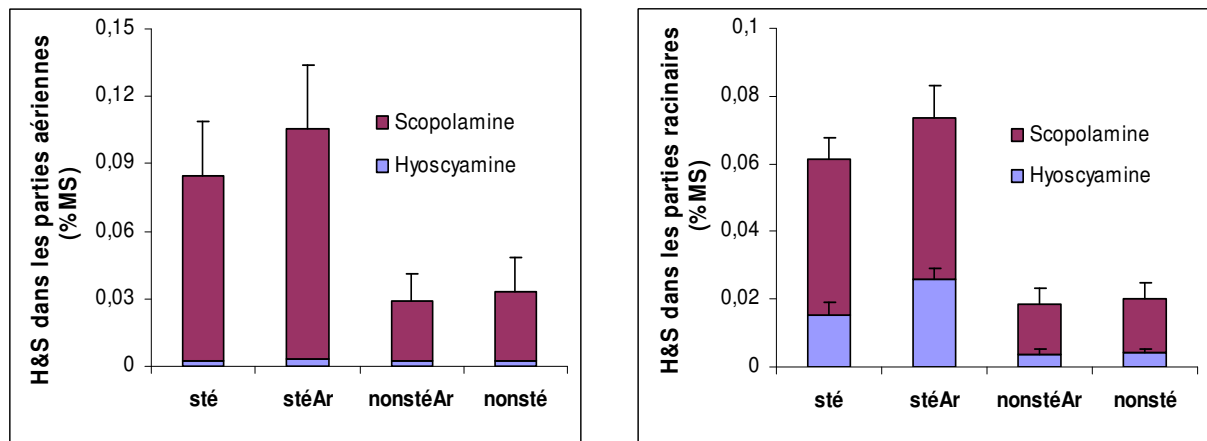 H&S dans les parties aériennes
(%MS)
0,15
0,12
0,09
0,06
0,03
0
Scopolamine
Hyoscyamine
sté
stéAr
nonstéAr
nonsté
H&S dans les parties racinaires
(%MS)
0,1
0,08
0,06
0,04
0,02
0
Scopolamine
Hyoscyamine
sté
stéAr
nonstéAr
nonsté